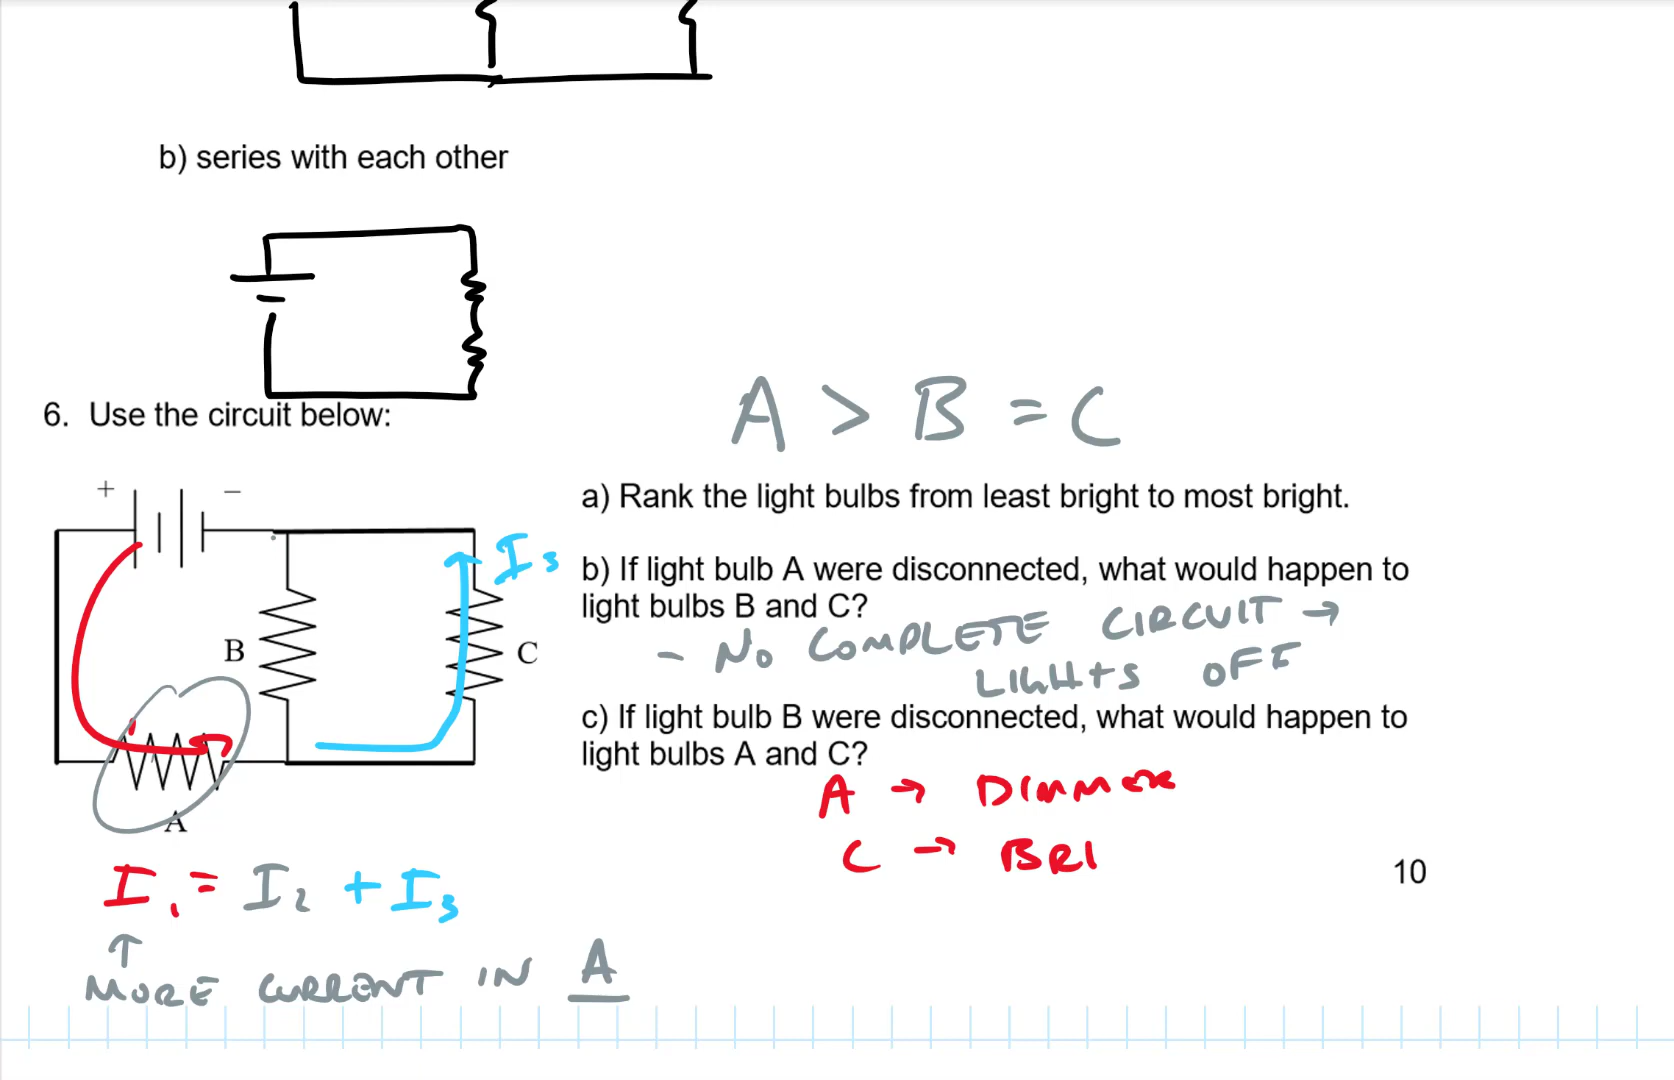 b) series with each other
6. Use the circuit below:
A > B = C
+ −
a) Rank the light bulbs from least bright to most bright.
I3
b) If light bulb A were disconnected, what would happen to
light bulbs B and C?
- NO COMPLETE CIRCUIT →
LIGHTS OFF
B
C
c) If light bulb B were disconnected, what would happen to
light bulbs A and C?
A → DIMMER
A
C → BRI
10
I1 = I2 + I3
↑
MORE CURRENT IN A